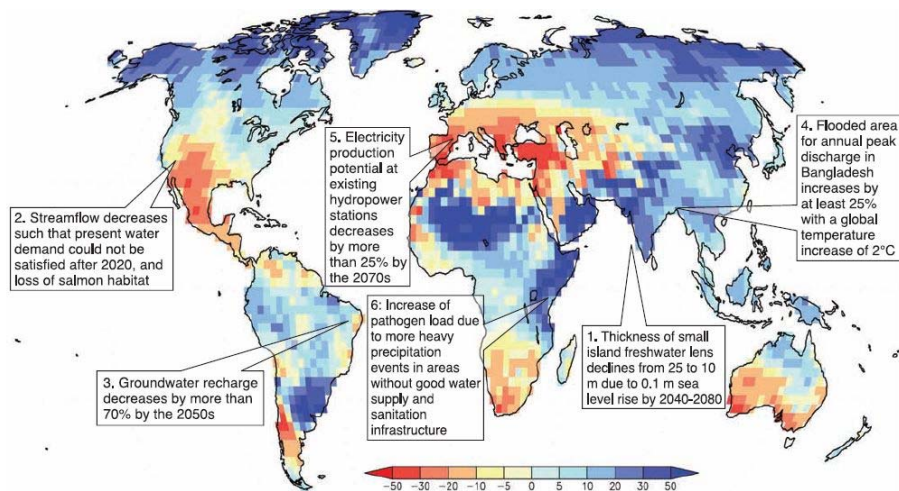 5. Electricity
production
potential at
existing
hydropower
stations
decreases
by more
than 25% by
the 2070s
4. Flooded area
for annual peak
discharge in
Bangladesh
increases by
at least 25%
with a global
temperature
increase of 2°C
2. Streamflow decreases
such that present water
demand could not be
satisfied after 2020, and
loss of salmon habitat
6: Increase of
pathogen load due
to more heavy
precipitation
events in areas
without good water
supply and
sanitation
infrastructure
1. Thickness of small
island freshwater lens
declines from 25 to 10
m due to 0.1 m sea
level rise by 2040-2080
3. Groundwater recharge
decreases by more than
70% by the 2050s
-50 -30 -20 -10 -5 0 5 10 20 30 50